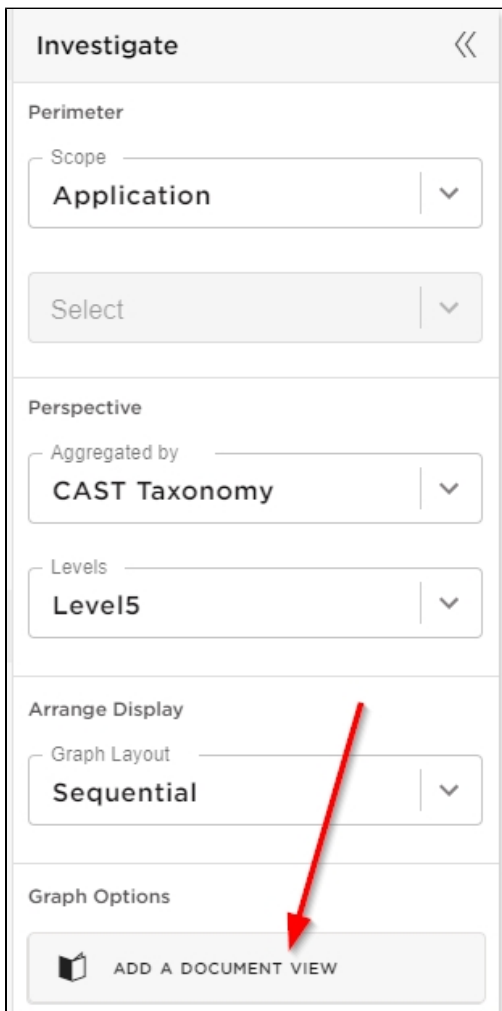 Investigate
Perimeter
Scope
Application
Select
Perspective
Aggregated by
CAST Taxonomy
Levels
Level5
Arrange Display
Graph Layout
Sequential
Graph Options
ADD A DOCUMENT VIEW